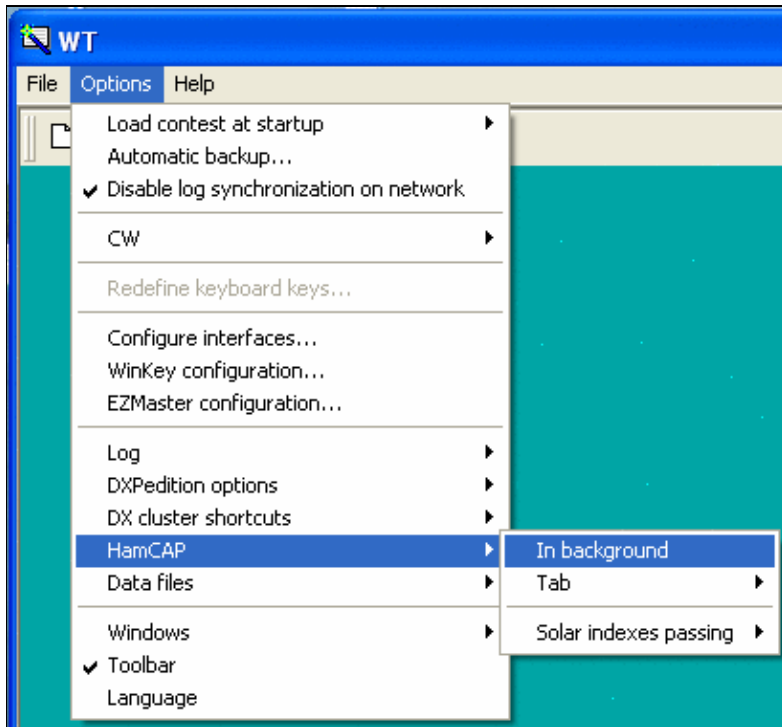 WT
File Options Help
Load contest at startup
Automatic backup...
Disable log synchronization on network
CW
Redefine keyboard keys...
Configure interfaces...
WinKey configuration...
EZMaster configuration...
Log
DXPedition options
DX cluster shortcuts
HamCAP
In background
Data files
Tab
Windows
Solar indexes passing
Toolbar
Language